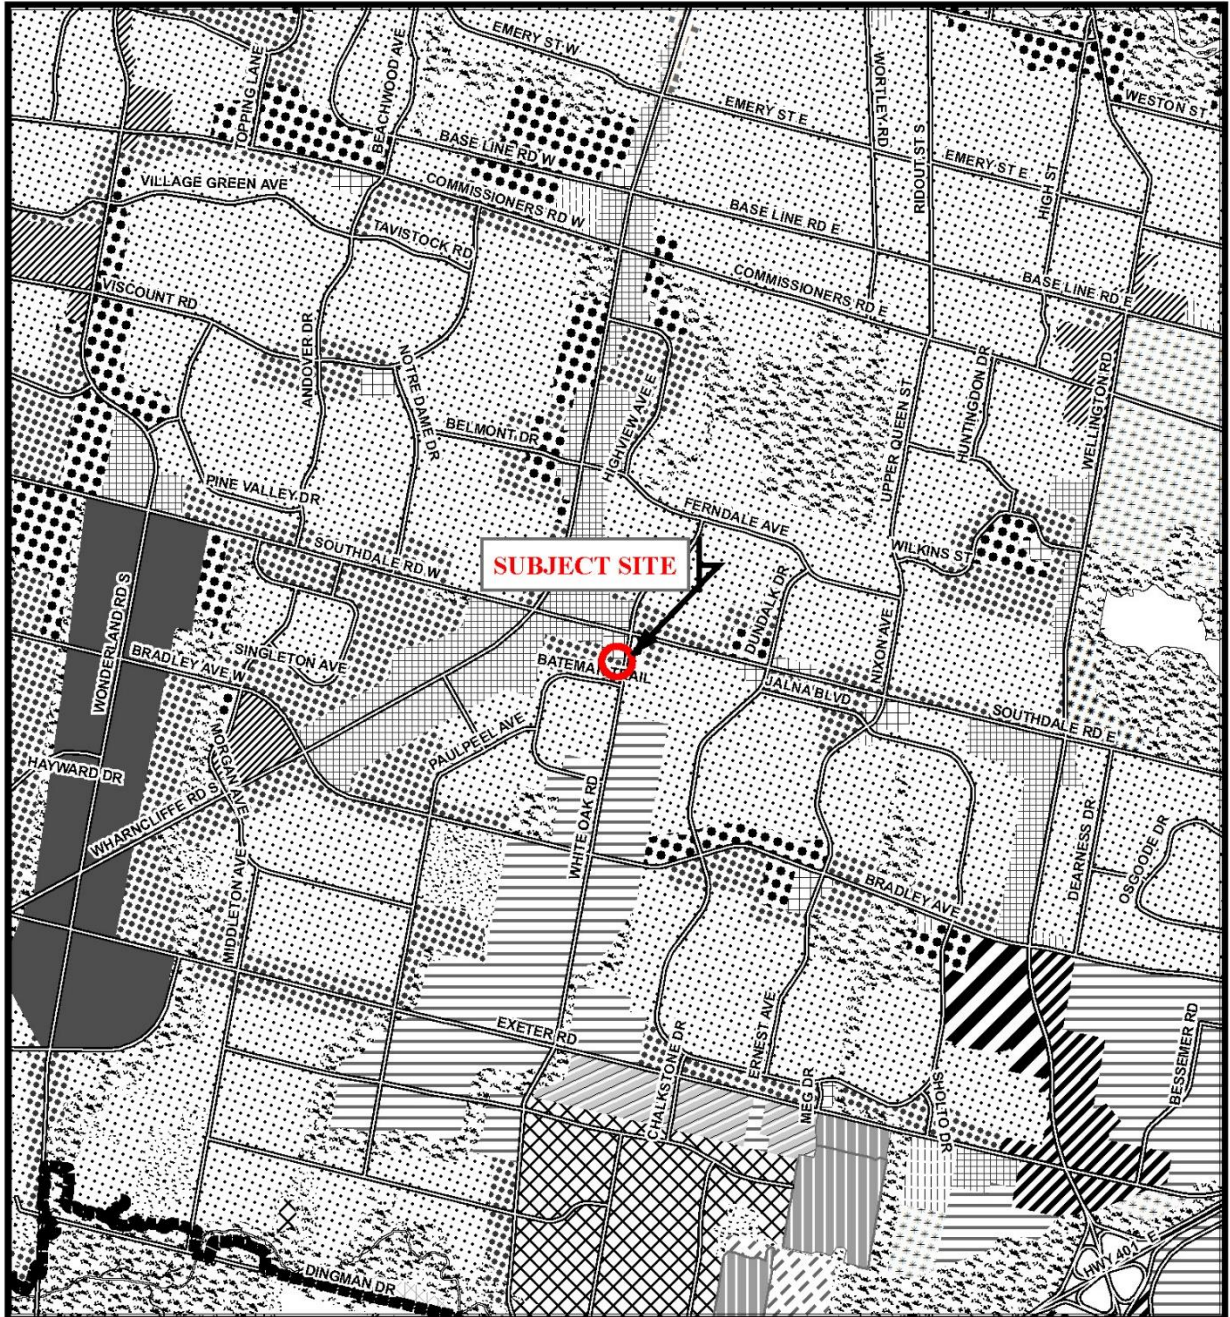 EMERY ST W
TOPPING LANE
BEACHWOOD AVE
WORTLEY RD
RIDOUT ST S
WESTON ST
EMERY ST E
BASE LINE RD W
EMERY ST E
HIGH ST
VILLAGE GREEN AVE
COMMISSIONERS RD W
BASE LINE RD E
TAVISTOCK RD
COMMISSIONERS RD E
BASE LINE RD E
VISCOUNT RD
ANDOVER DR
NOTRE DAME DR
HIGHVIEW AVE E
UPPER QUEEN ST
HUNTINGDON DR
WELLINGTON RD
BELMONT DR
PINE VALLEY DR
FERNDALE AVE
SOUTHDALE RD W
SUBJECT SITE
WILKINS ST
DUNDALK DR
NIXON AVE
WONDERLAND RD S
BRADLEY AVE W
SINGLETON AVE
JALNA BLVD
SOUTHDALE RD E
MORGAN AVE
PAULPEEL AVE
HAYWARD DR
WHARNCLIFFE RD S
WHITE OAK RD
DEARNESS DR
OSGOODE DR
BRADLEY AVE
MIDDLETON AVE
EXETER RD
CHALKSTONE DR
ERNEST AVE
MEG DR
SHOLTO DR
BESSEMER RD
HWY 401 E
DINGMAN DR